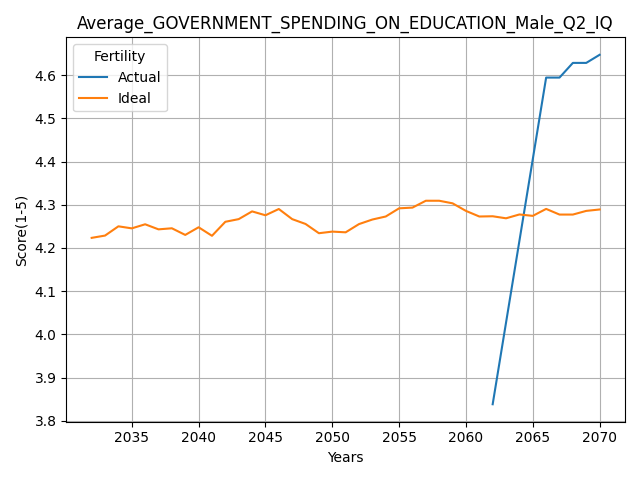 Average_GOVERNMENT_SPENDING_ON_EDUCATION_Male_Q2_IQ
Fertility
Actual
Ideal
4.6
4.5
4.4
4.3
4.2
4.1
4.0
3.9
3.8
Score(1-5)
2035 2040 2045 2050 2055 2060 2065 2070
Years